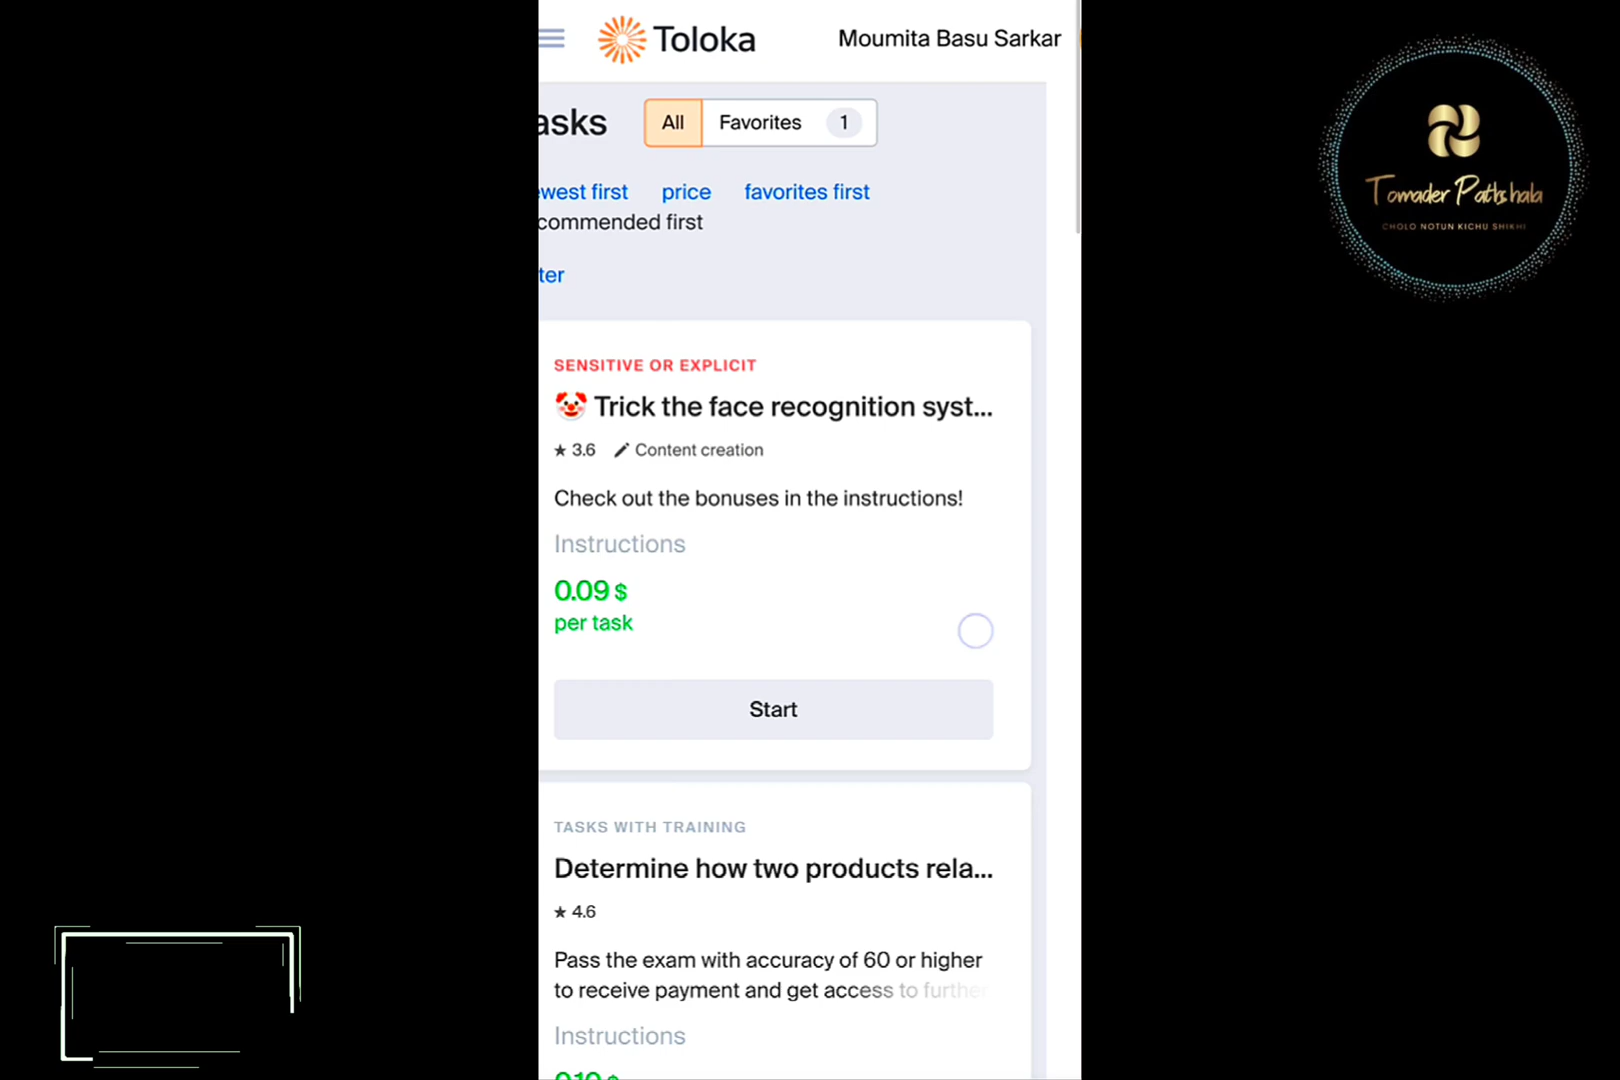 Toloka
Moumita Basu Sarkar
asks
All
Favorites
1
ewest first price favorites first
commended first
ter
SENSITIVE OR EXPLICIT
Trick the face recognition syst...
★ 3.6 Content creation
Check out the bonuses in the instructions!
Instructions
0.09 $
per task
Start
TASKS WITH TRAINING
Determine how two products rela...
★ 4.6
Pass the exam with accuracy of 60 or higher
to receive payment and get access to further
Instructions
0.10 $
Tomader Pathshala
CHOLO NOTUN KICHU SHIKHI